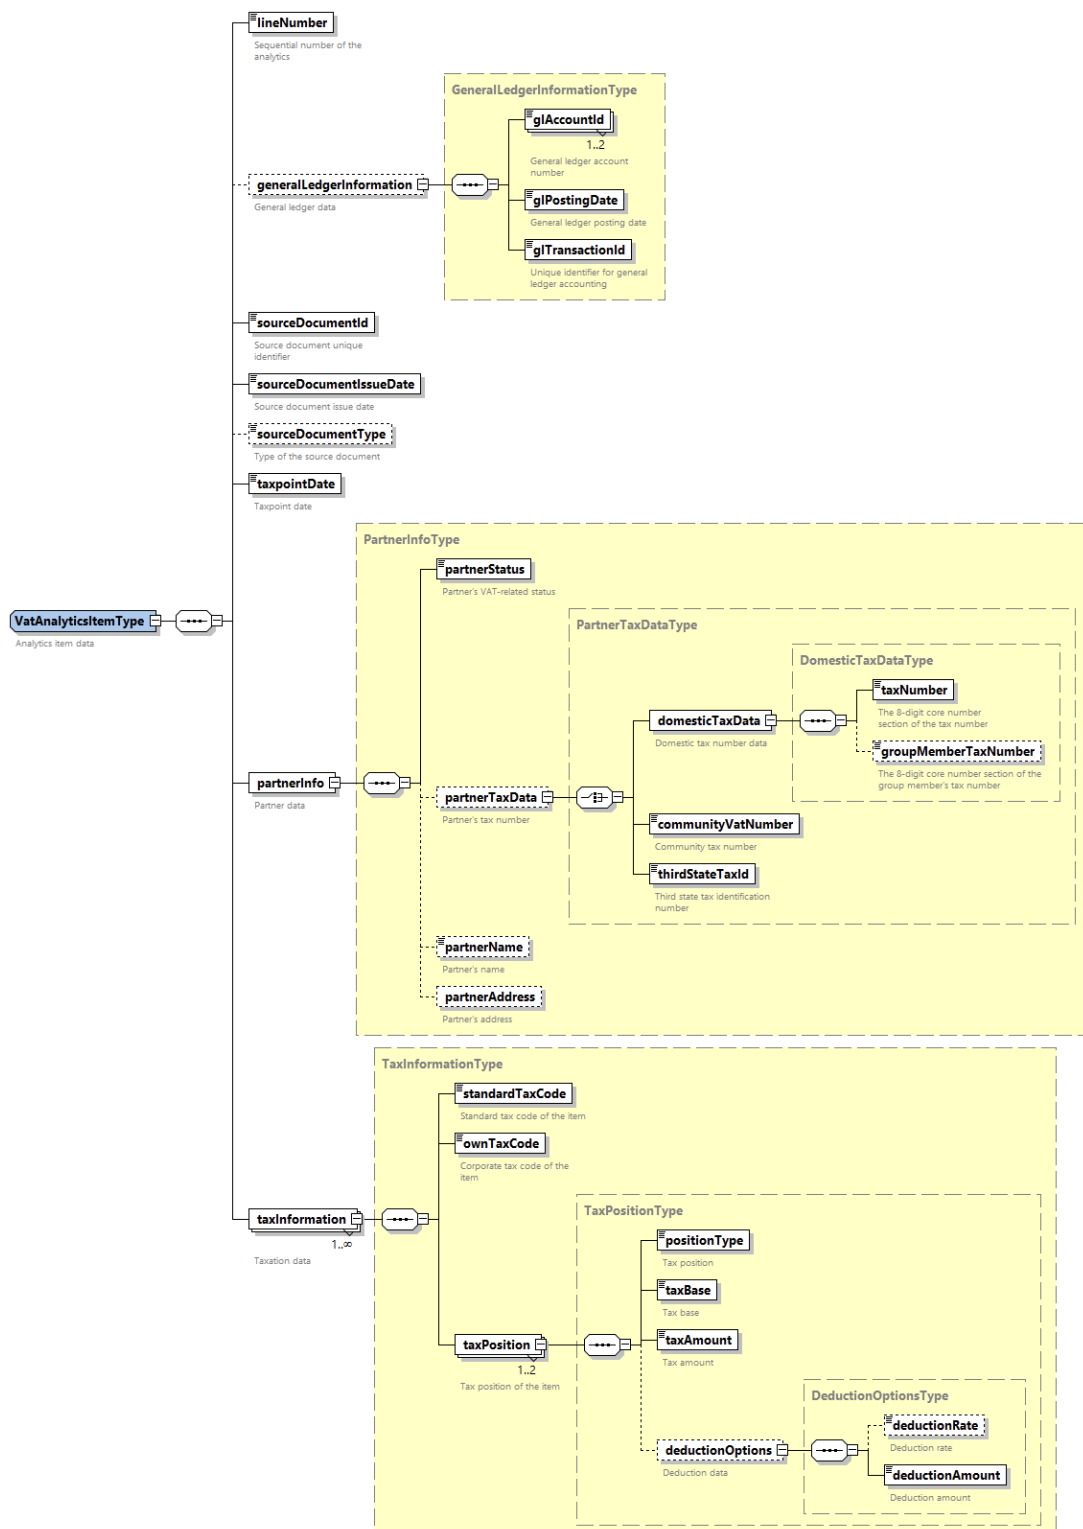 lineNumber
Sequential number of the
analytics
GeneralLedgerInformationType
glAccountId
1..2
General ledger account
number
generalLedgerInformation
General ledger data
glPostingDate
General ledger posting date
glTransactionId
Unique identifier for general
ledger accounting
sourceDocumentId
Source document unique
identifier
sourceDocumentIssueDate
Source document issue date
sourceDocumentType
Type of the source document
taxpointDate
Taxpoint date
PartnerInfoType
partnerStatus
Partner's VAT-related status
VatAnalyticsItemType
Analytics item data
PartnerTaxDataType
DomesticTaxDataType
taxNumber
The 8-digit core number
section of the tax number
domesticTaxData
Domestic tax number data
groupMemberTaxNumber
The 8-digit core number section of the
group member's tax number
partnerInfo
Partner data
partnerTaxData
Partner's tax number
communityVatNumber
Community tax number
thirdStateTaxId
Third state tax identification
number
partnerName
Partner's name
partnerAddress
Partner's address
TaxInformationType
standardTaxCode
Standard tax code of the item
ownTaxCode
Corporate tax code of the
item
taxInformation
1..∞
Taxation data
TaxPositionType
positionType
Tax position
taxBase
Tax base
taxPosition
1..2
Tax position of the item
taxAmount
Tax amount
DeductionOptionsType
deductionRate
Deduction rate
deductionOptions
Deduction data
deductionAmount
Deduction amount